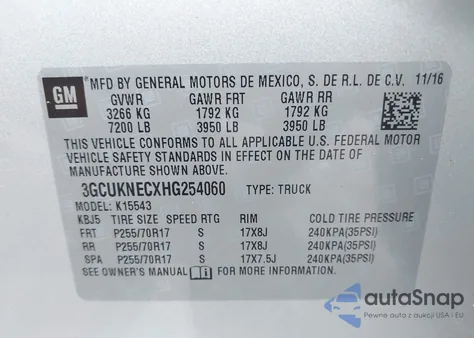 GM MFD BY GENERAL MOTORS DE MEXICO, S. DE R.L. DE C.V. 11/16
GVWR GAWR FRT GAWR RR
3266 KG 1792 KG 1792 KG
7200 LB 3950 LB 3950 LB
THIS VEHICLE CONFORMS TO ALL APPLICABLE U.S. FEDERAL MOTOR
VEHICLE SAFETY STANDARDS IN EFFECT ON THE DATE OF
MANUFACTURE SHOWN ABOVE.
3GCUKNECXHG254060 TYPE: TRUCK
MODEL: K15543
KBJ5 TIRE SIZE SPEED RTG RIM COLD TIRE PRESSURE
FRT P255/70R17 S 17X8J 240KPA(35PSI)
RR P255/70R17 S 17X8J 240KPA(35PSI)
SPA P255/70R17 S 17X7.5J 240KPA(35PSI)
SEE OWNER'S MANUAL FOR MORE INFORMATION.
autoSnap
Pewne auta z aukcji USA i EU